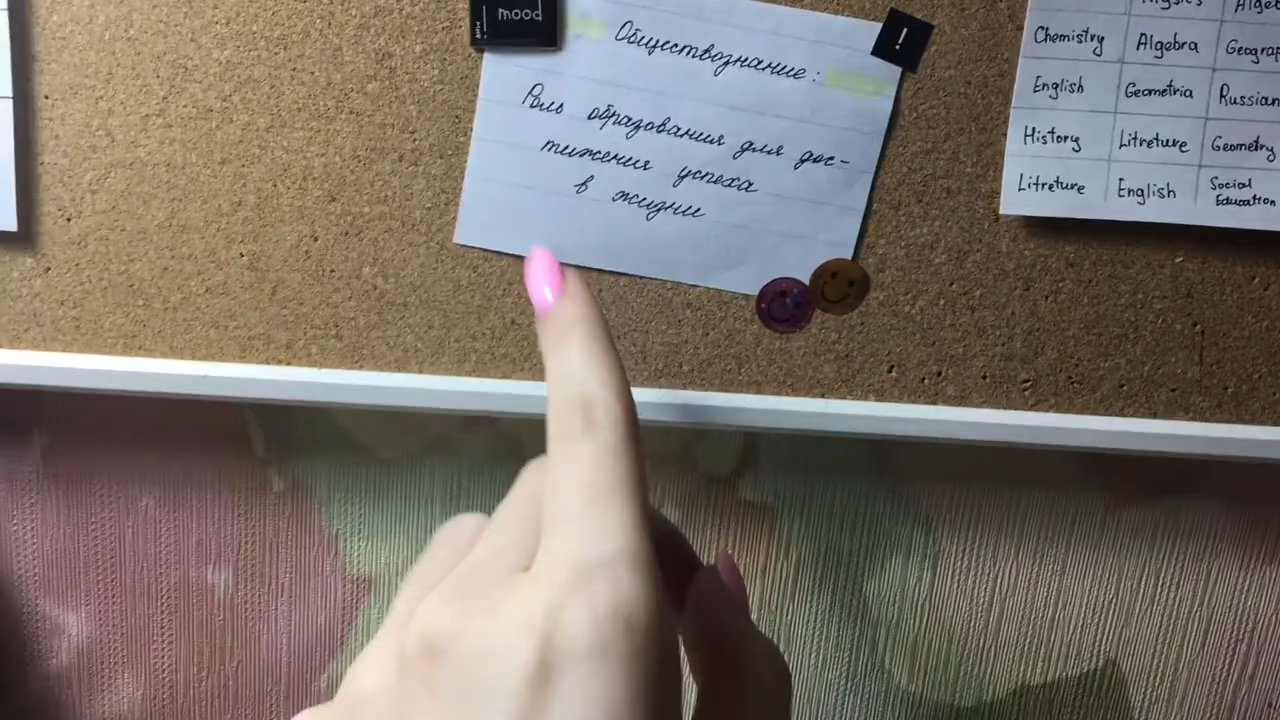 mood
!
Обществознание:
Роль образования для дос-
тижения успеха
в жизни
Chemistry Algebra
English Geometria Russian
History Litreture Geometry
Litreture English Social Education